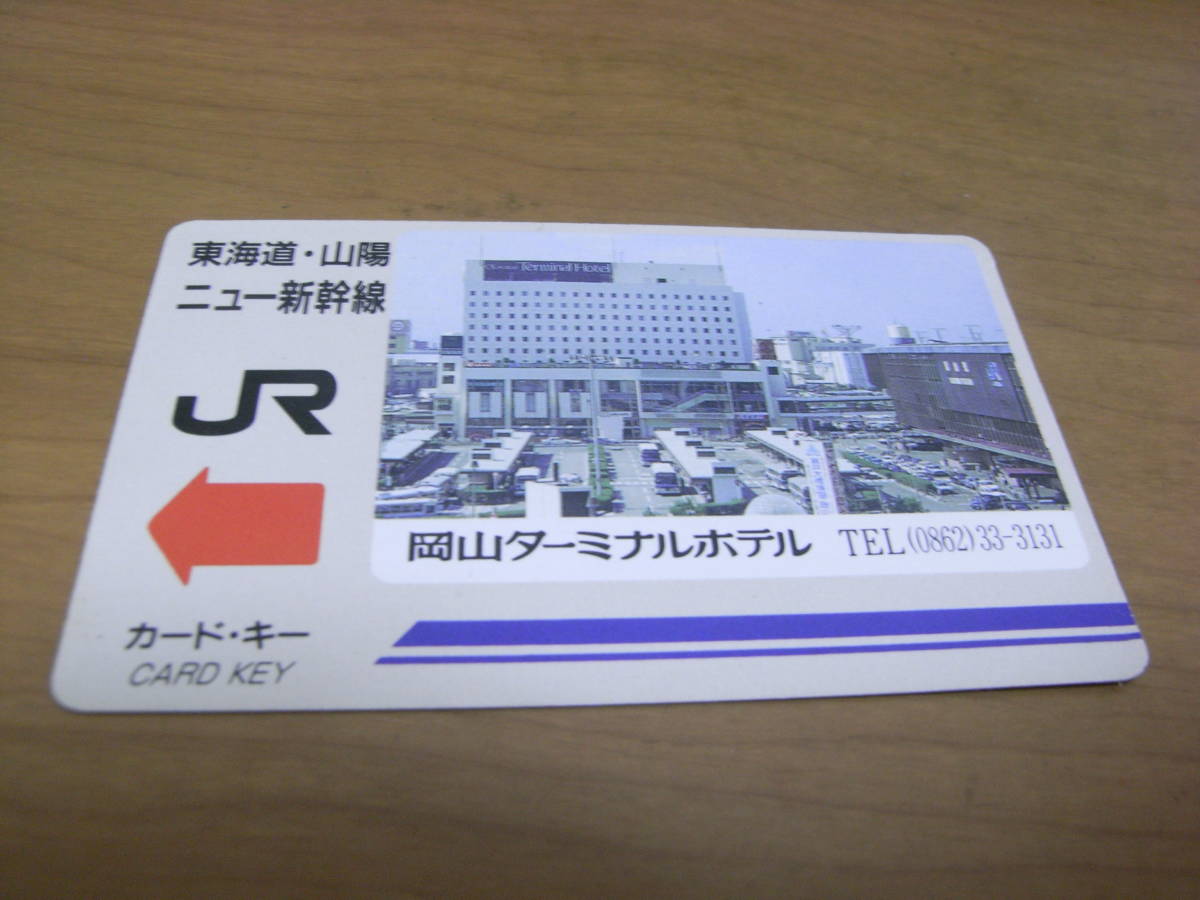 東海道・山陽
ニュー新幹線
JR
カード・キー
CARD KEY
Terminal Hotel
岡山ターミナルホテル TEL(0862)33-3131